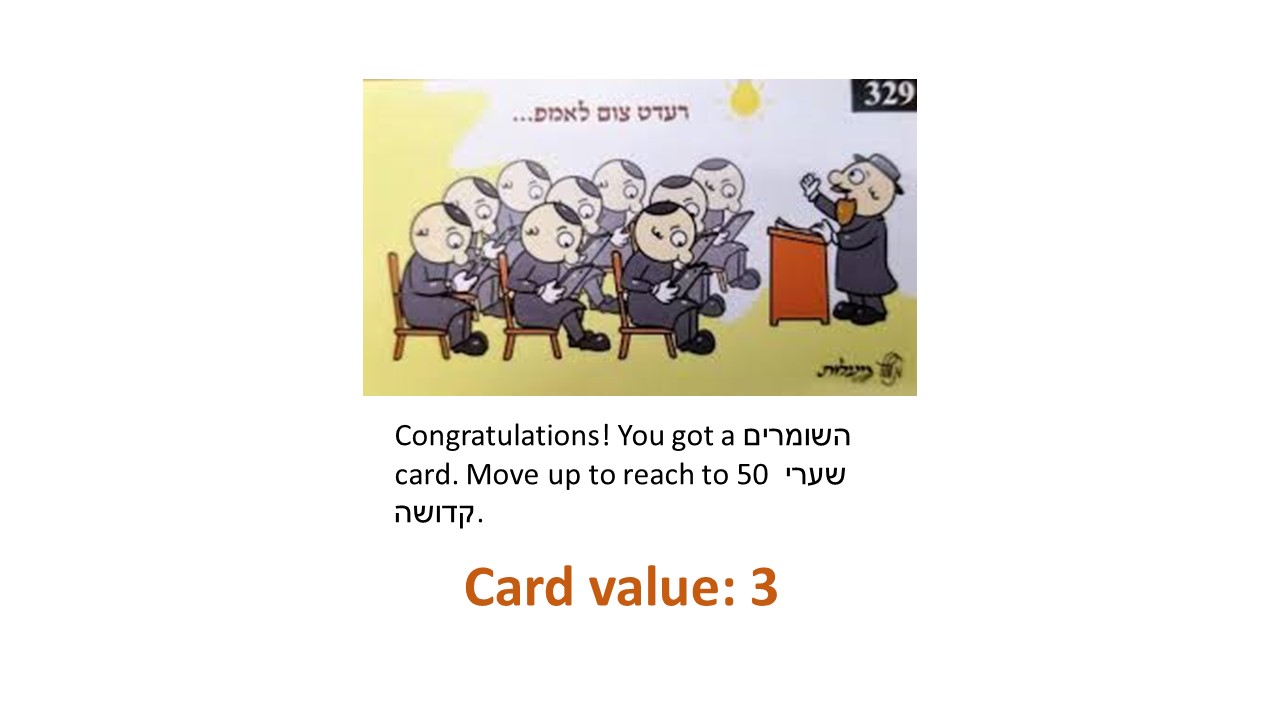 329
רעדט צום לאמפ...
מעלות
Congratulations! You got a השומרים
card. Move up to reach to 50 שערי
קדושה.
Card value: 3